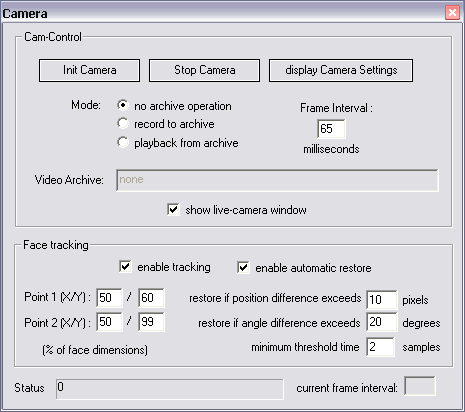 Camera
Cam-Control
Init Camera Stop Camera display Camera Settings
Mode: no archive operation Frame Interval :
record to archive 65
playback from archive milliseconds
Video Archive: none
show live-camera window
Face tracking
enable tracking enable automatic restore
Point 1 (X/Y) : 50 / 60 restore if position difference exceeds 10 pixels
Point 2 (X/Y) : 50 / 99 restore if angle difference exceeds 20 degrees
(% of face dimensions) minimum threshold time 2 samples
Status 0 current frame interval: